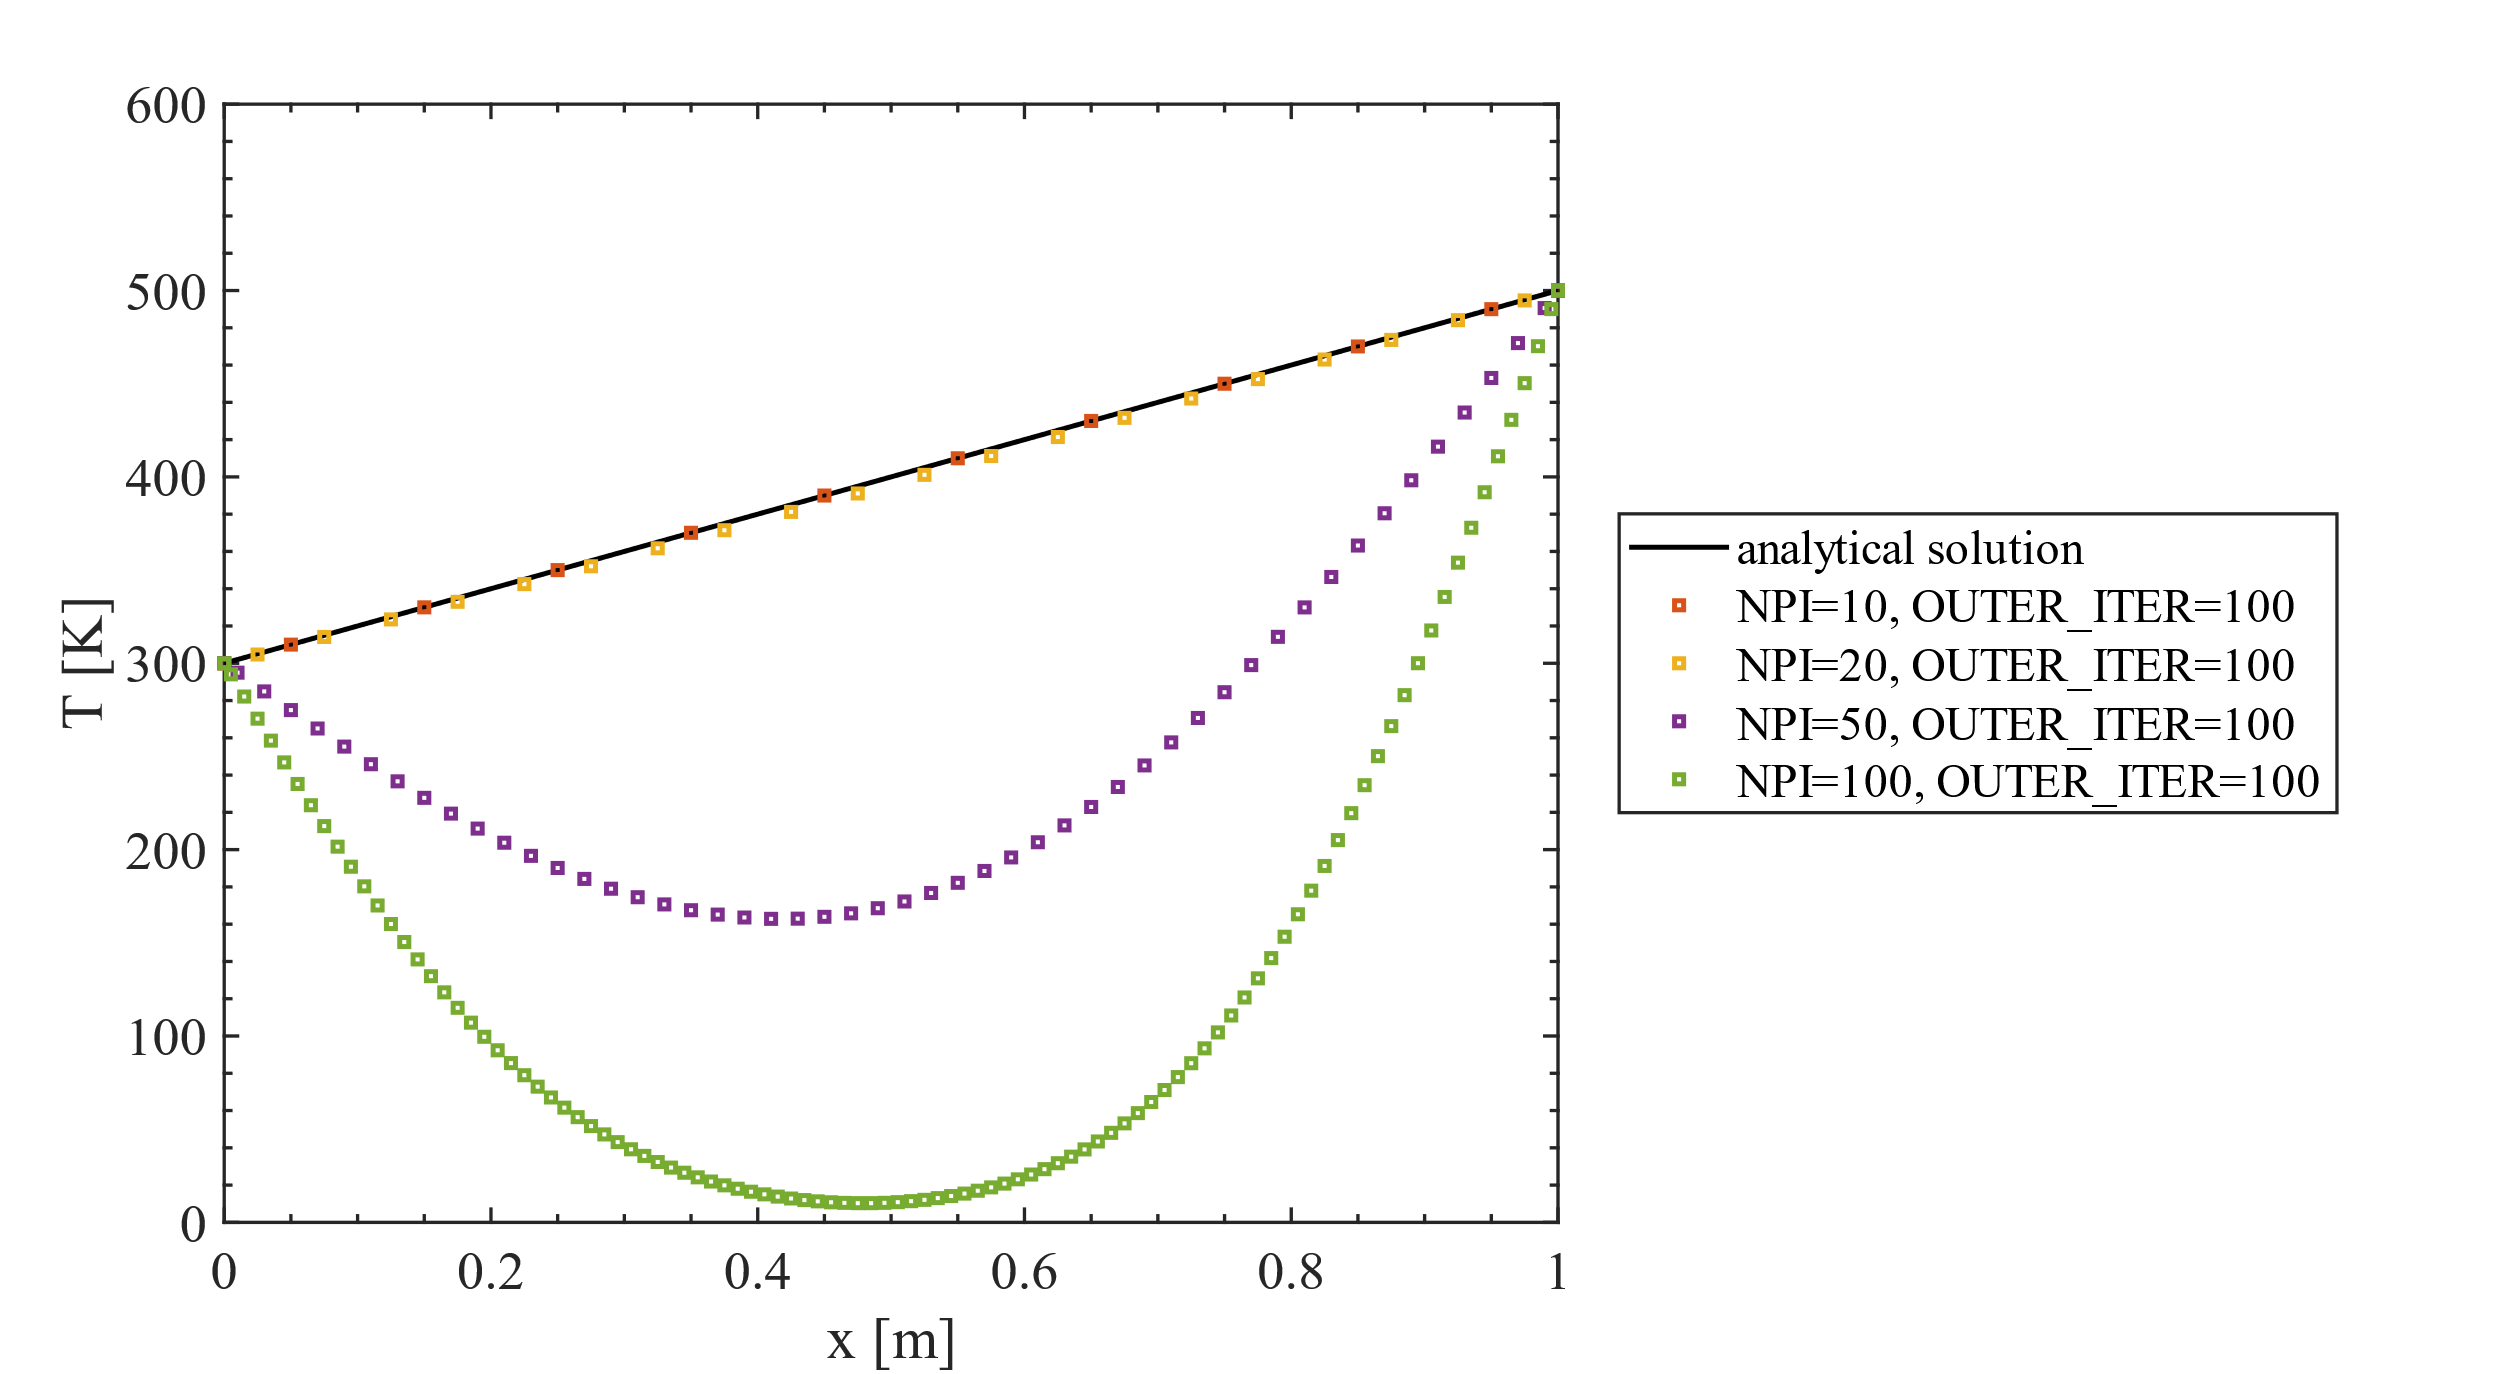 600
500
400
300
200
100
0
0 0.2 0.4 0.6 0.8 1
x [m]
T [K]
analytical solution
NPI=10, OUTER_ITER=100
NPI=20, OUTER_ITER=100
NPI=50, OUTER_ITER=100
NPI=100, OUTER_ITER=100